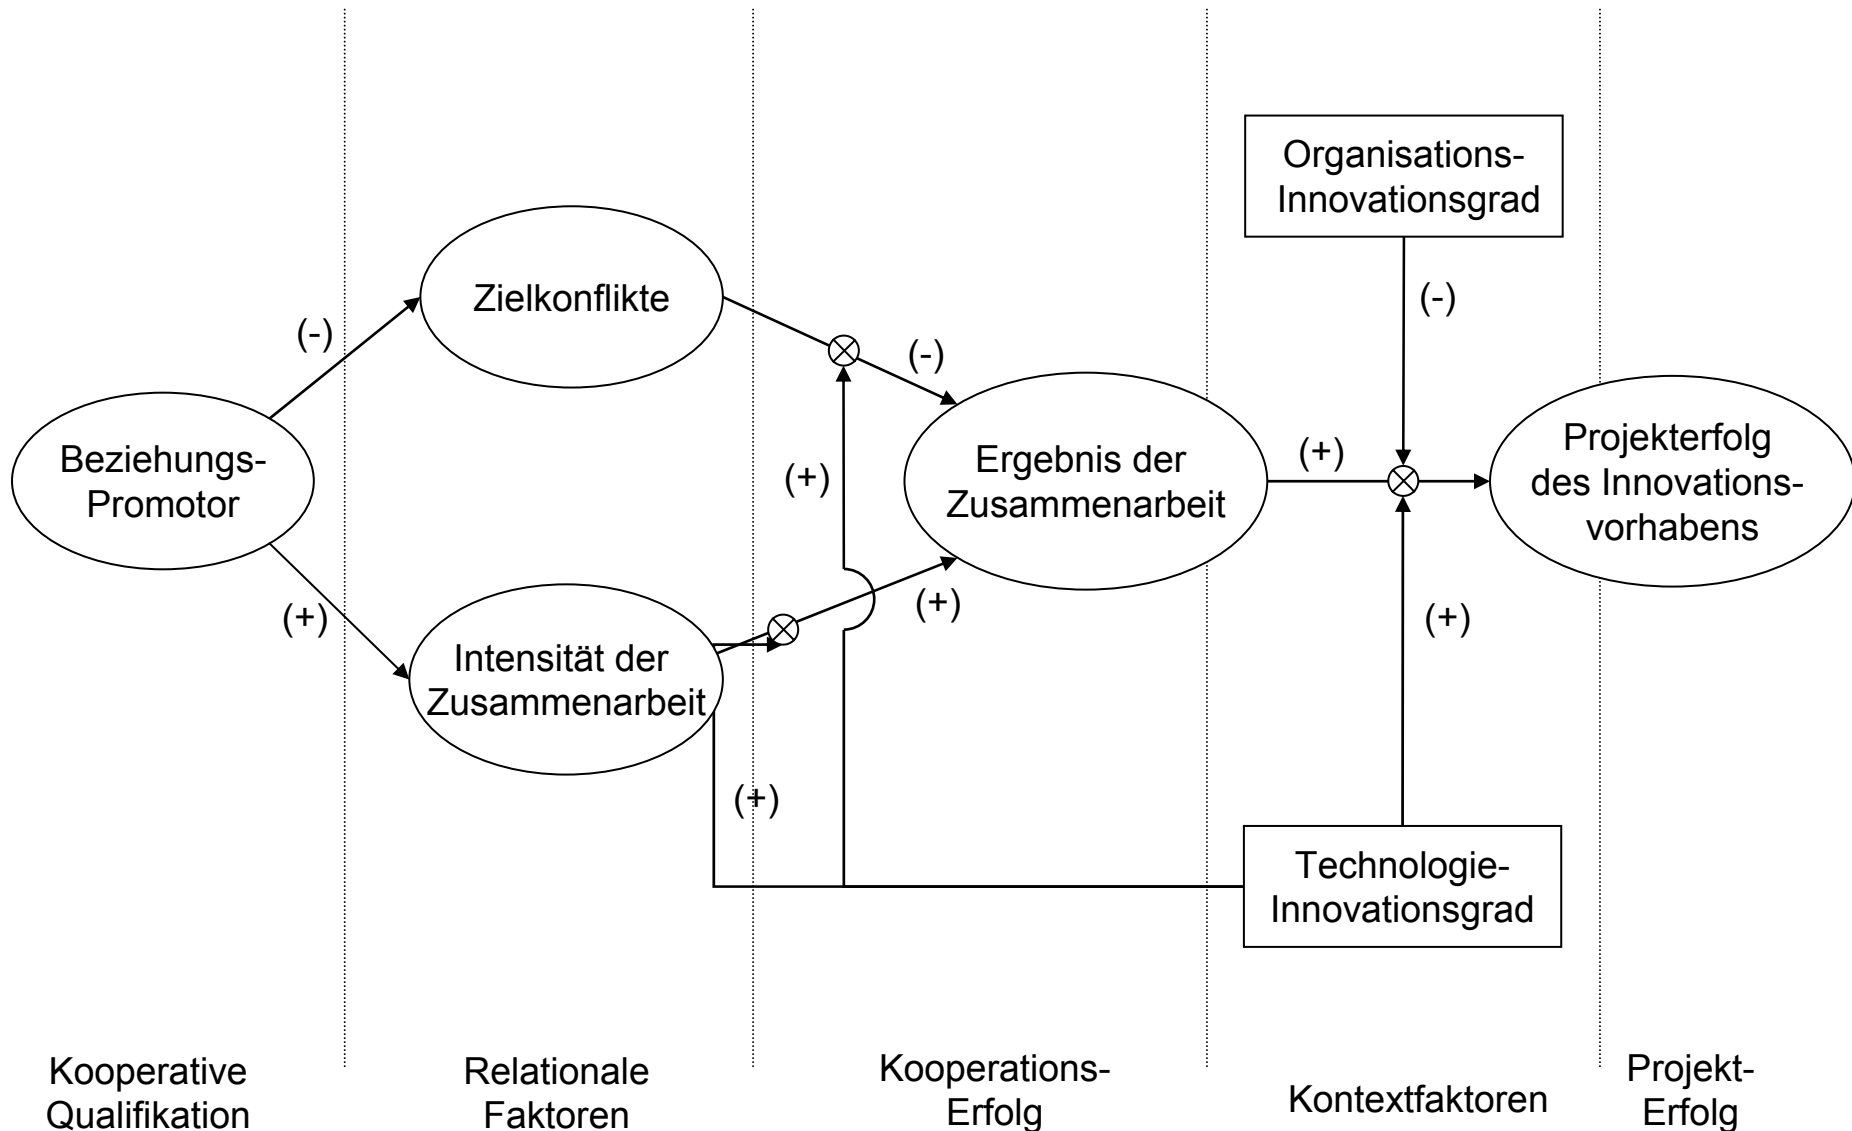 Organisations-
Innovationsgrad
Zielkonflikte
(-)
(-)
(-)
Beziehungs-
Promotor
(+)
Ergebnis der
Zusammenarbeit
(+)
Projekterfolg
des Innovations-
vorhabens
(+)
(+)
(+)
Intensität der
Zusammenarbeit
(+)
Technologie-
Innovationsgrad
Kooperative
Qualifikation
Relationale
Faktoren
Kooperations-
Erfolg
Kontextfaktoren
Projekt-
Erfolg